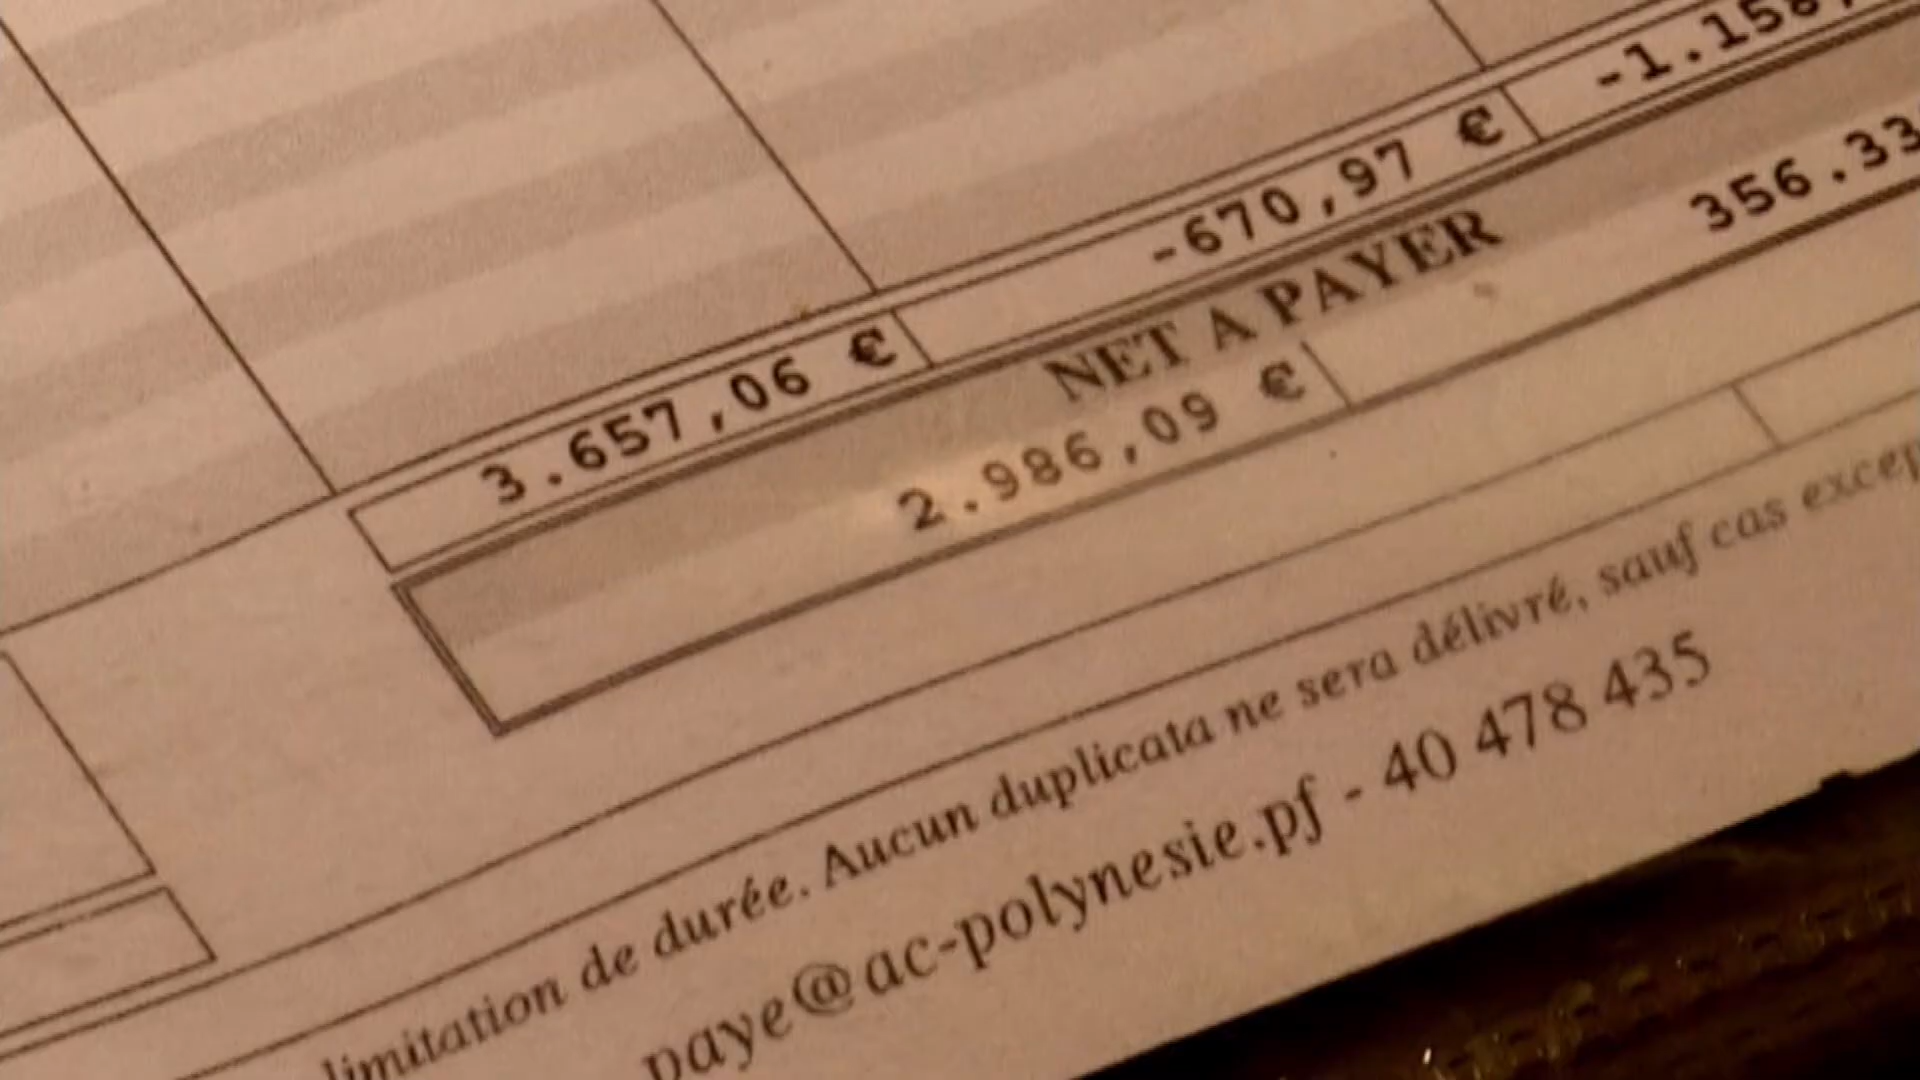 3.657,06 € -670,97 € -1.158,
NET A PAYER
2.986,09 € 356.33
limitation de durée. Aucun duplicata ne sera délivré, sauf cas excep
paye@ac-polynesie.pf - 40 478 435